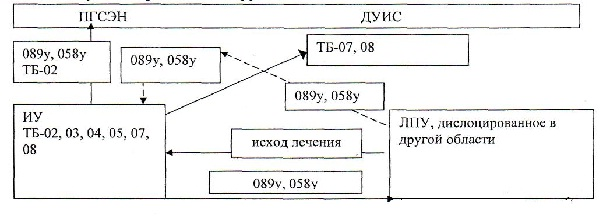 ПГСЭН ДУИС
089у, 058у
ТБ-02
089у, 058у
ТБ-07, 08
089у, 058у
ИУ
ТБ-02, 03, 04, 05, 07,
08
ЛПУ, дислоцированное в
другой области
исход лечения
089у, 058у